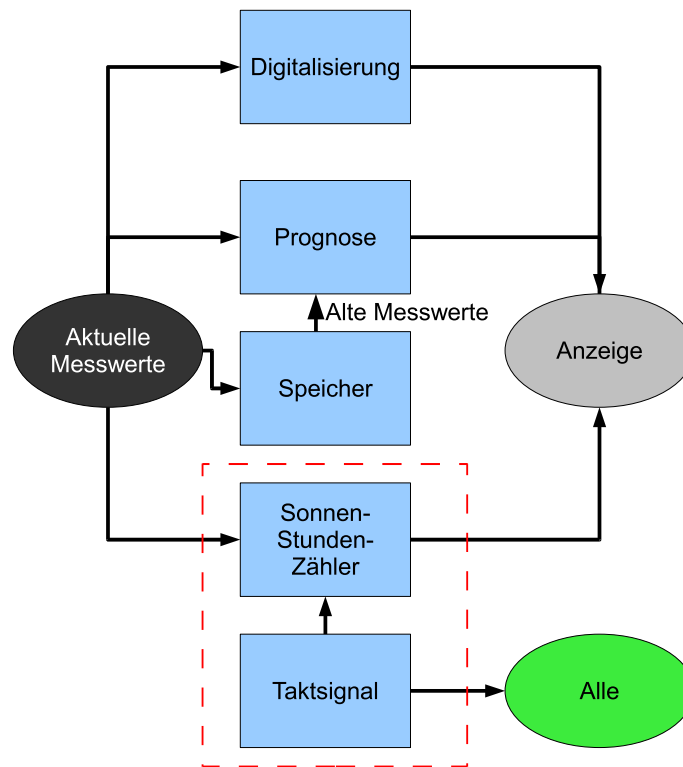 Digitalisierung
Prognose
Alte Messwerte
Aktuelle
Messwerte
Anzeige
Speicher
Sonnen-
Stunden-
Zähler
Taktsignal
Alle